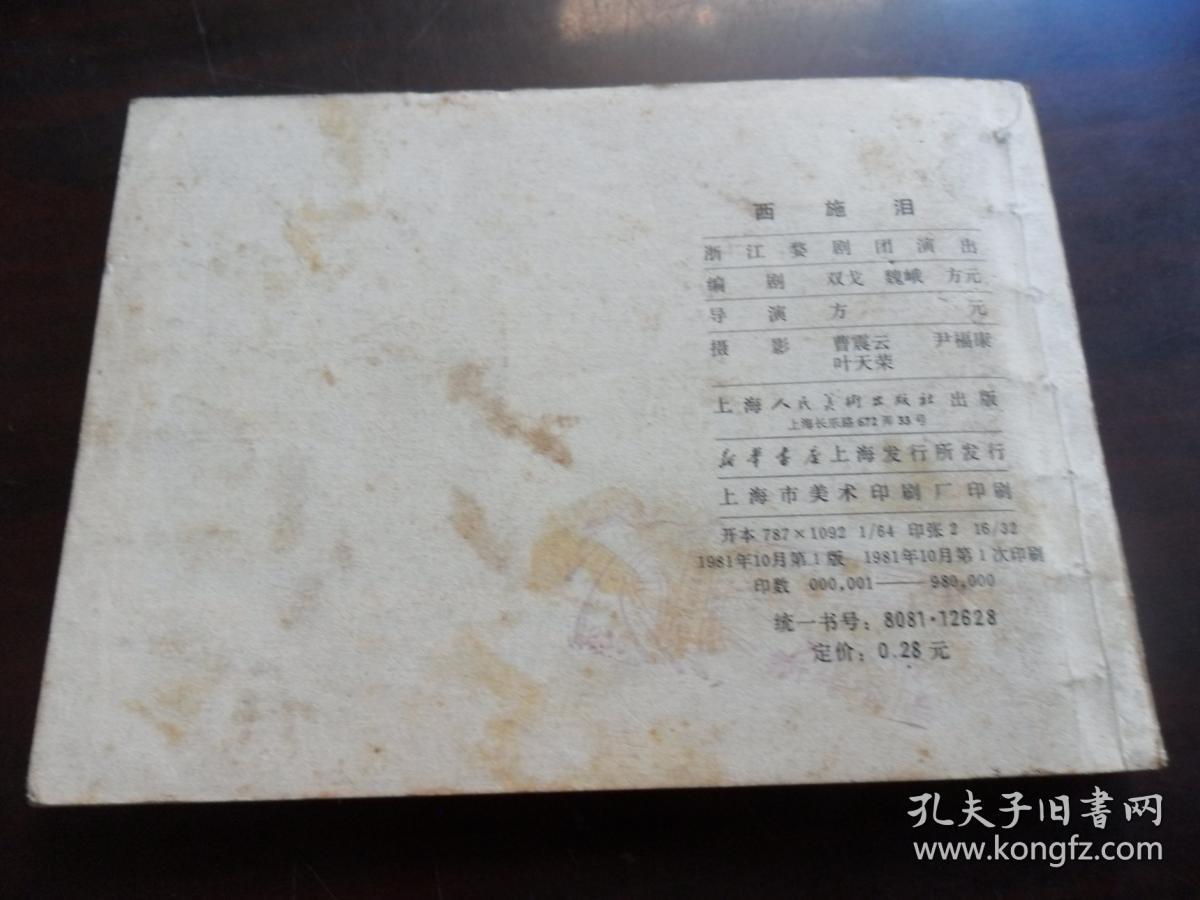 西施泪
浙江婺剧团演出
编剧 双戈 魏峨 方元
导演 方元
摄影 曹震云 尹福康
叶天荣
上海人民美術出版社出版
上海长乐路672弄33号
新华书店上海发行所发行
上海市美术印刷厂印刷
开本 787×1092 1/64 印张 2 16/32
1981年10月第1版 1981年10月第1次印刷
印数 000,001——980,000
统一书号：8081·12628
定价：0.28元
孔夫子旧書网
www.kongfz.com